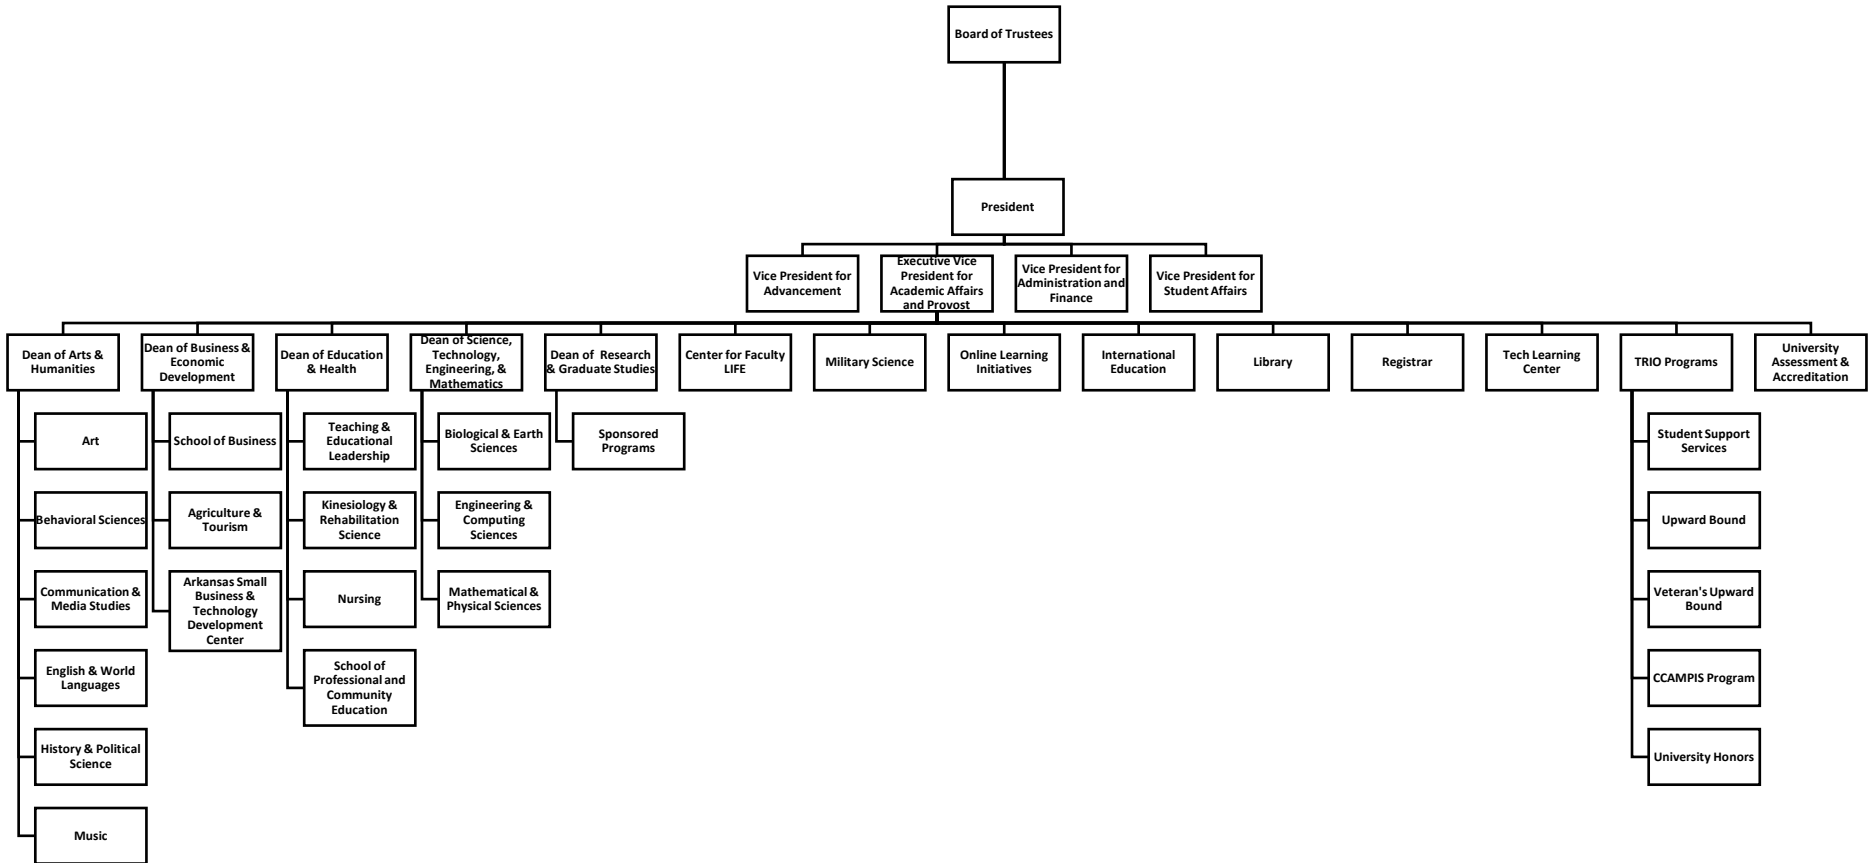 Board of Trustees
President
Vice President for
Advancement
Executive Vice
President for
Academic Affairs
and Provost
Vice President for
Administration and
Finance
Vice President for
Student Affairs
Dean of Arts &
Humanities
Dean of Business &
Economic
Development
Dean of Education
& Health
Dean of Science,
Technology,
Engineering, &
Mathematics
Dean of Research
& Graduate Studies
Center for Faculty
LIFE
Military Science
Online Learning
Initiatives
International
Education
Library
Registrar
Tech Learning
Center
TRIO Programs
University
Assessment &
Accreditation
Art
Behavioral Sciences
Communication &
Media Studies
English & World
Languages
History & Political
Science
Music
School of Business
Agriculture &
Tourism
Arkansas Small
Business &
Technology
Development
Center
Teaching &
Educational
Leadership
Kinesiology &
Rehabilitation
Science
Nursing
School of
Professional and
Community
Education
Biological & Earth
Sciences
Engineering &
Computing
Sciences
Mathematical &
Physical Sciences
Sponsored
Programs
Student Support
Services
Upward Bound
Veteran's Upward
Bound
CCAMPIS Program
University Honors